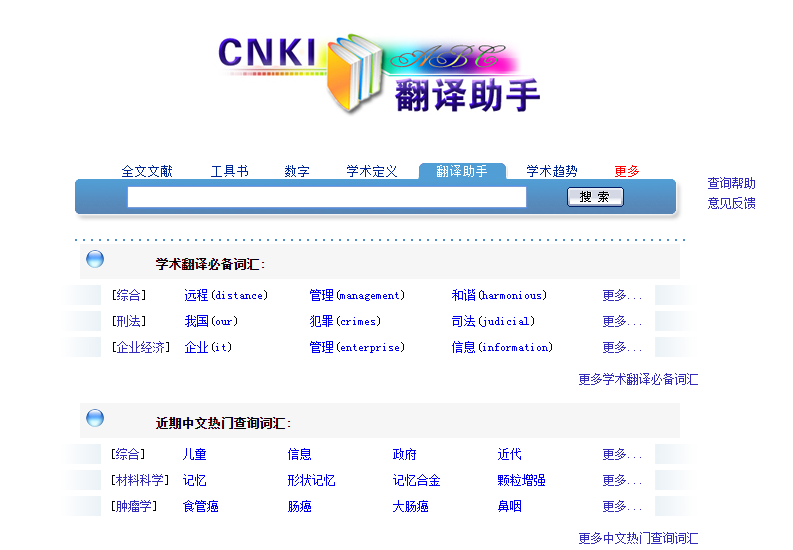 CNKI
ABC
翻译助手
全文文献 工具书 数字 学术定义 翻译助手 学术趋势 更多
搜 索
查询帮助
意见反馈
学术翻译必备词汇：
[综合] 远程(distance) 管理(management) 和谐(harmonious) 更多...
[刑法] 我国(our) 犯罪(crimes) 司法(judicial) 更多...
[企业经济] 企业(it) 管理(enterprise) 信息(information) 更多...
更多学术翻译必备词汇
近期中文热门查询词汇：
[综合] 儿童 信息 政府 近代 更多...
[材料科学] 记忆 形状记忆 记忆合金 颗粒增强 更多...
[肿瘤学] 食管癌 肠癌 大肠癌 鼻咽 更多...
更多中文热门查询词汇